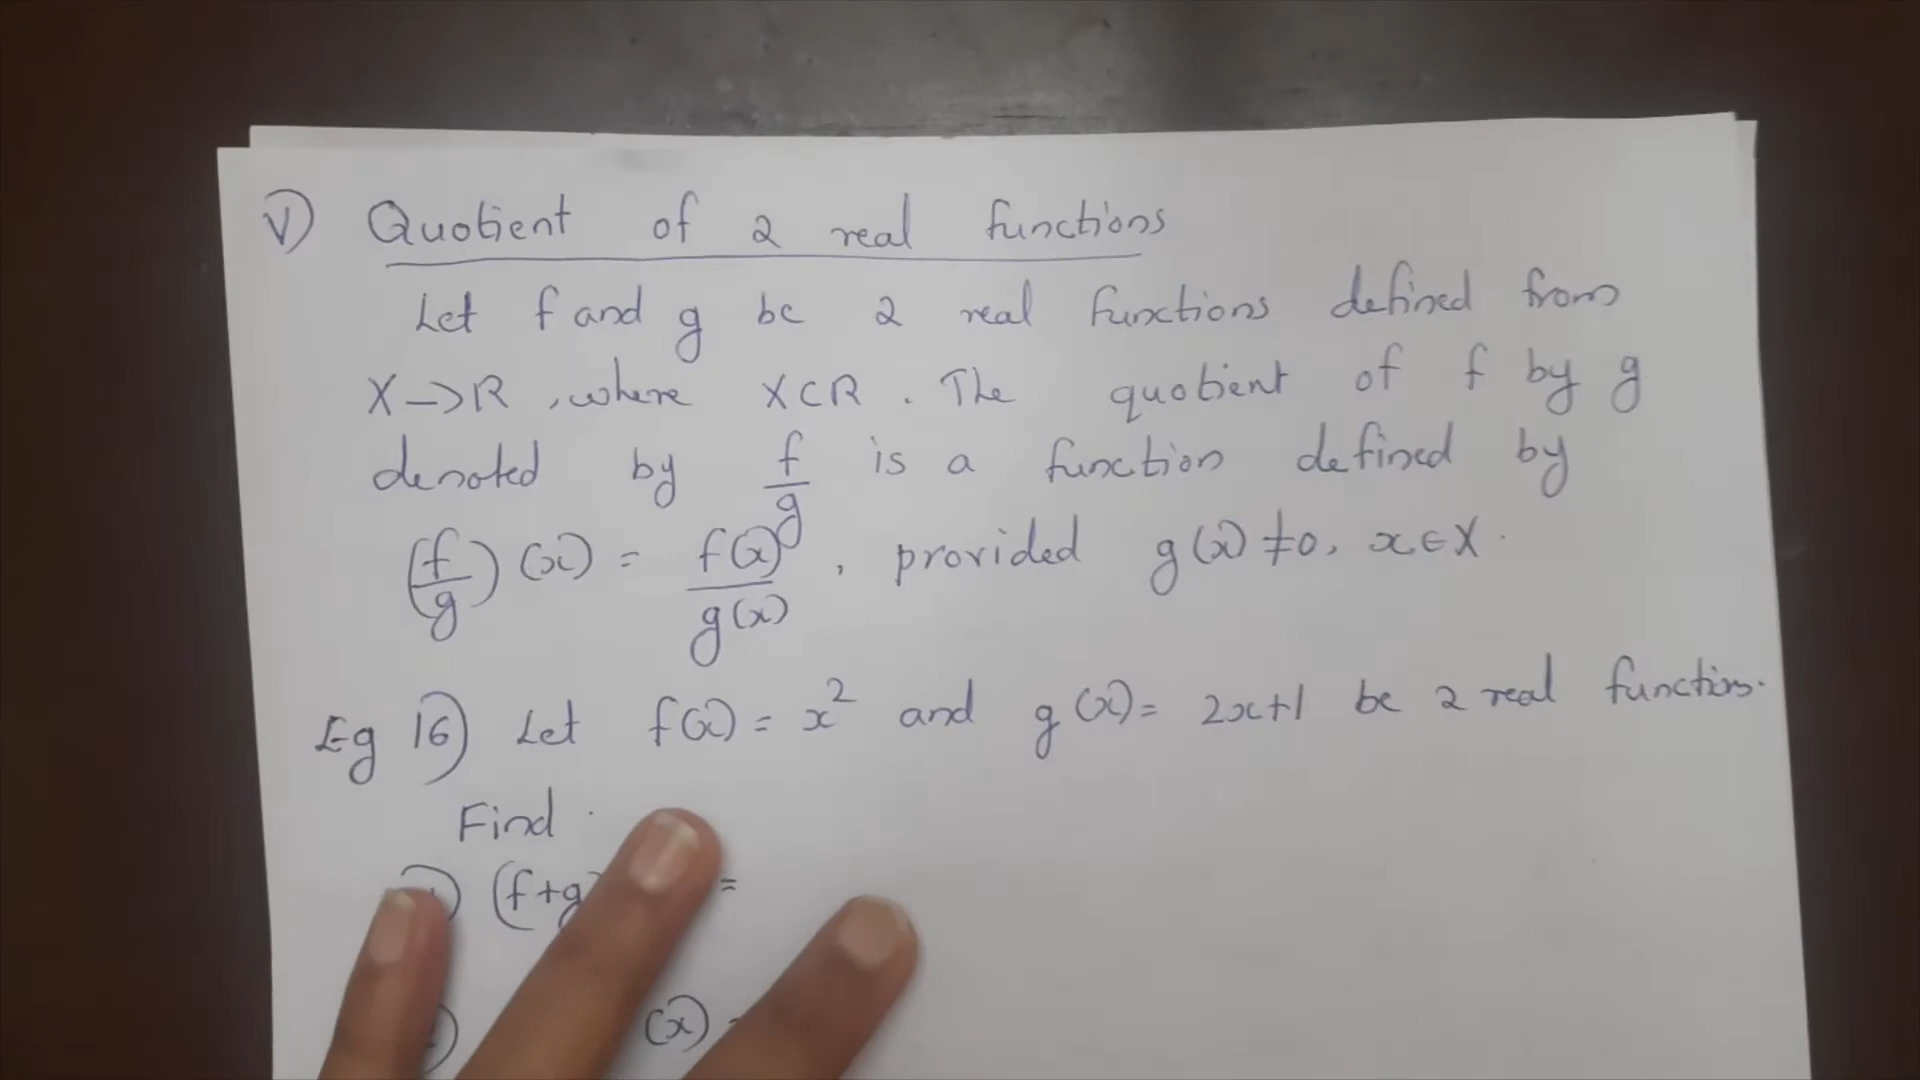 V) Quotient of 2 real functions
Let f and g be 2 real functions defined from
X→R, where X⊂R. The quotient of f by g
denoted by f/g is a function defined by
(f/g)(x) = f(x)/g(x), provided g(x)≠0, x∈X.
Eg 16) Let f(x) = x² and g(x) = 2x+1 be 2 real functions.
Find
(f+g =
(x)